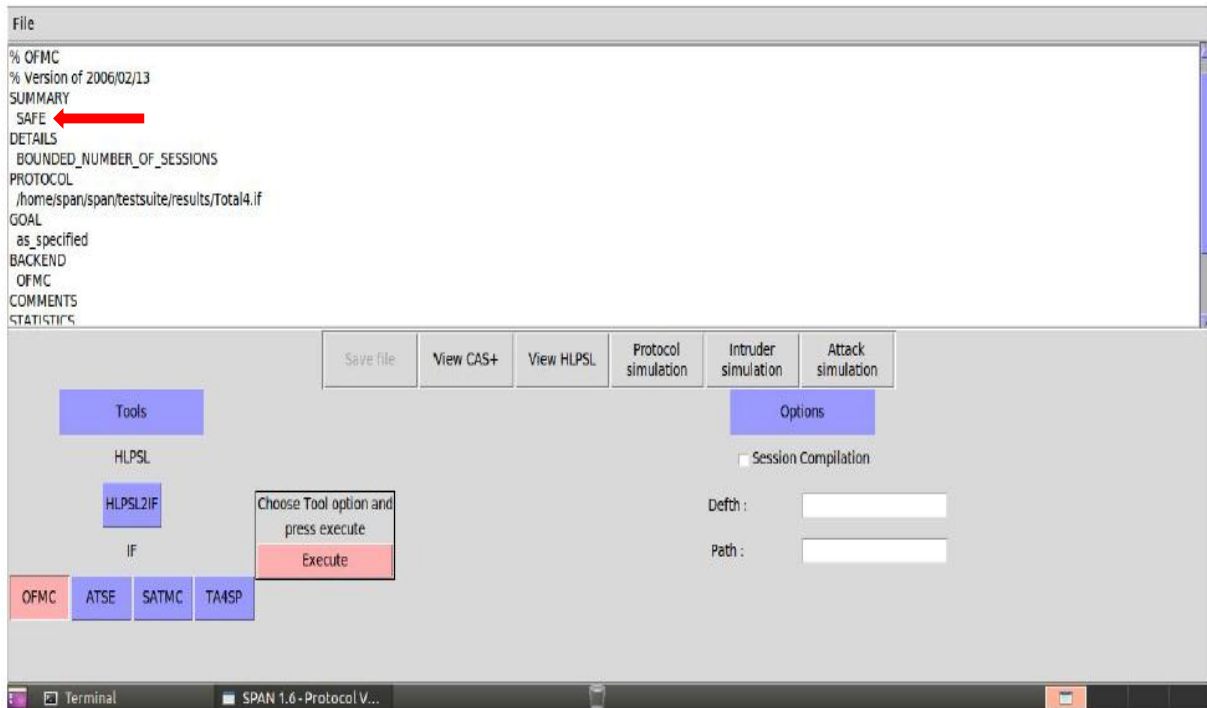 File
% OFMC
% Version of 2006/02/13
SUMMARY
SAFE
DETAILS
BOUNDED_NUMBER_OF_SESSIONS
PROTOCOL
/home/span/span/testsuite/results/Total4.if
GOAL
as_specified
BACKEND
OFMC
COMMENTS
STATISTICS
Save file
View CAS+
View HLPSL
Protocol
simulation
Intruder
simulation
Attack
simulation
Tools
Options
HLPSL
Session Compilation
HLPSL2IF
Choose Tool option and
press execute
Execute
Defth :
IF
Path :
OFMC
ATSE
SATMC
TA4SP
Terminal
SPAN 1.6 - Protocol V...